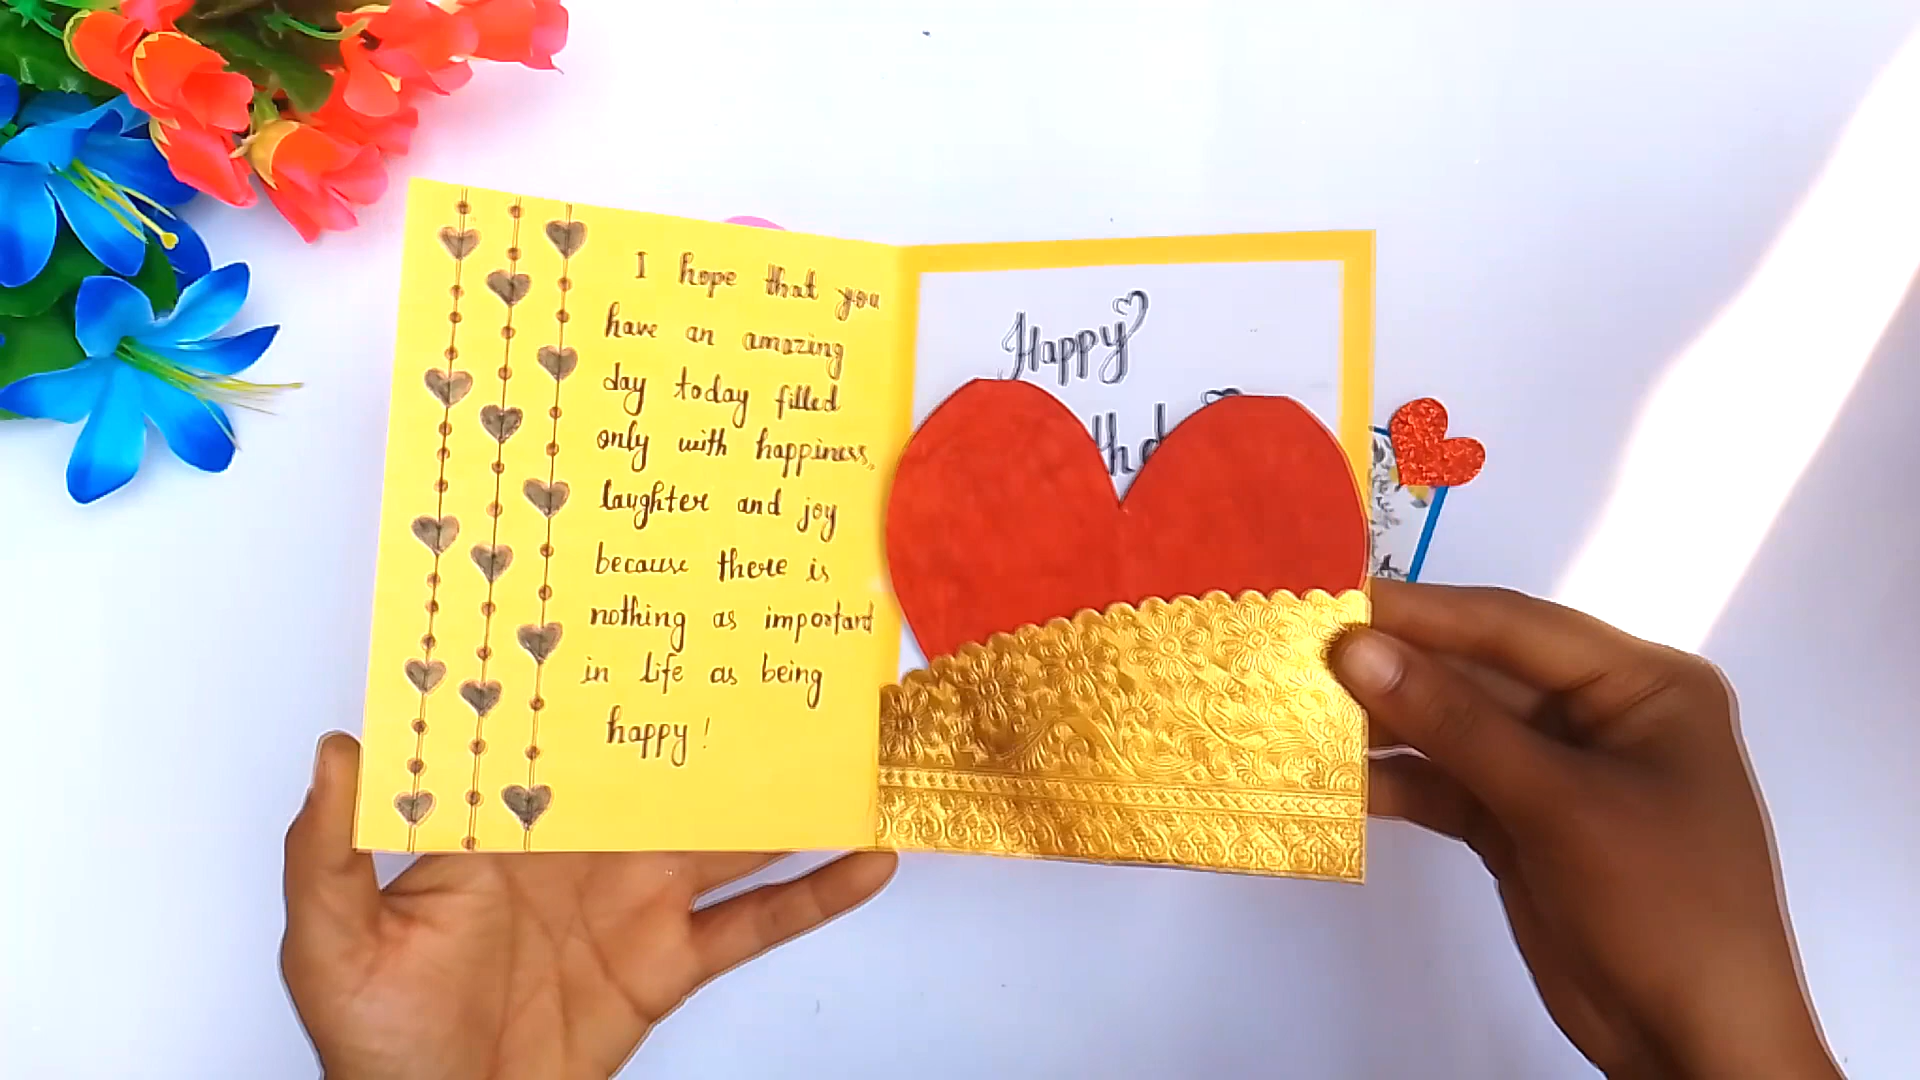 I hope that you
have an amazing
day today filled
only with happiness,
laughter and joy
because there is
nothing as important
in life as being
happy!
Happy